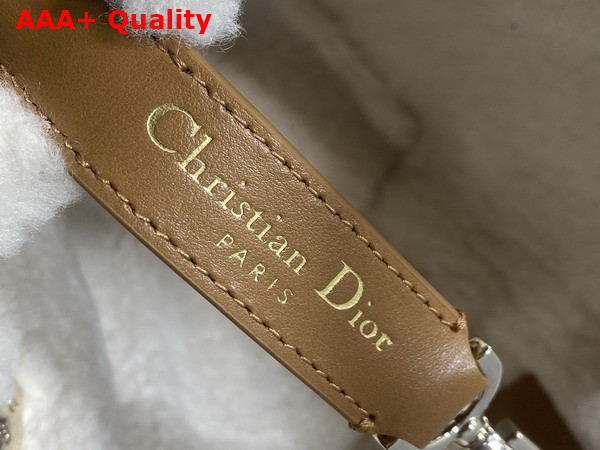 AAA+ Quality
Christian Dior
PARIS